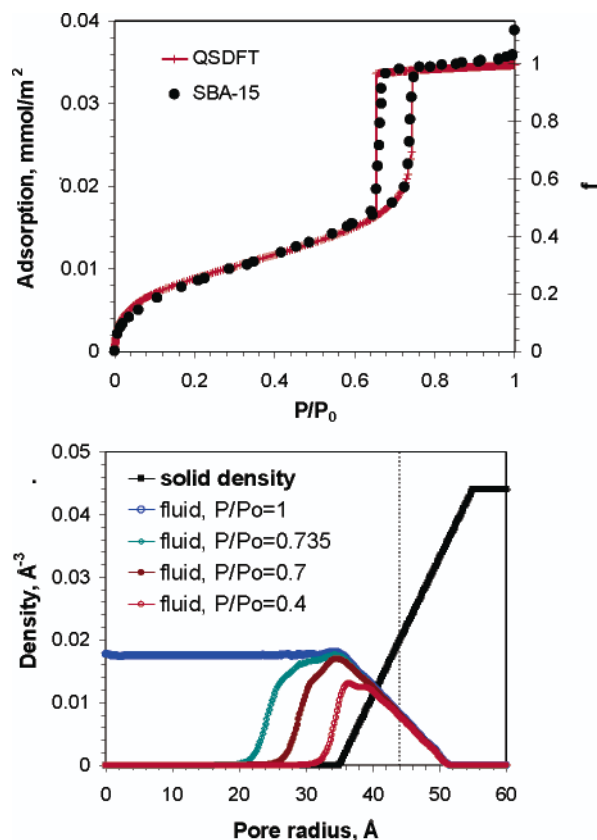 0.04
0.03
0.02
0.01
0
Adsorption, mmol/m²
QSDFT
SBA-15
1
0.8
0.6
0.4
0.2
0
f
0 0.2 0.4 0.6 0.8 1
P/P₀
0.05
0.04
0.03
0.02
0.01
0
Density, Å⁻³
solid density
fluid, P/Po=1
fluid, P/Po=0.735
fluid, P/Po=0.7
fluid, P/Po=0.4
0 10 20 30 40 50 60
Pore radius, Å